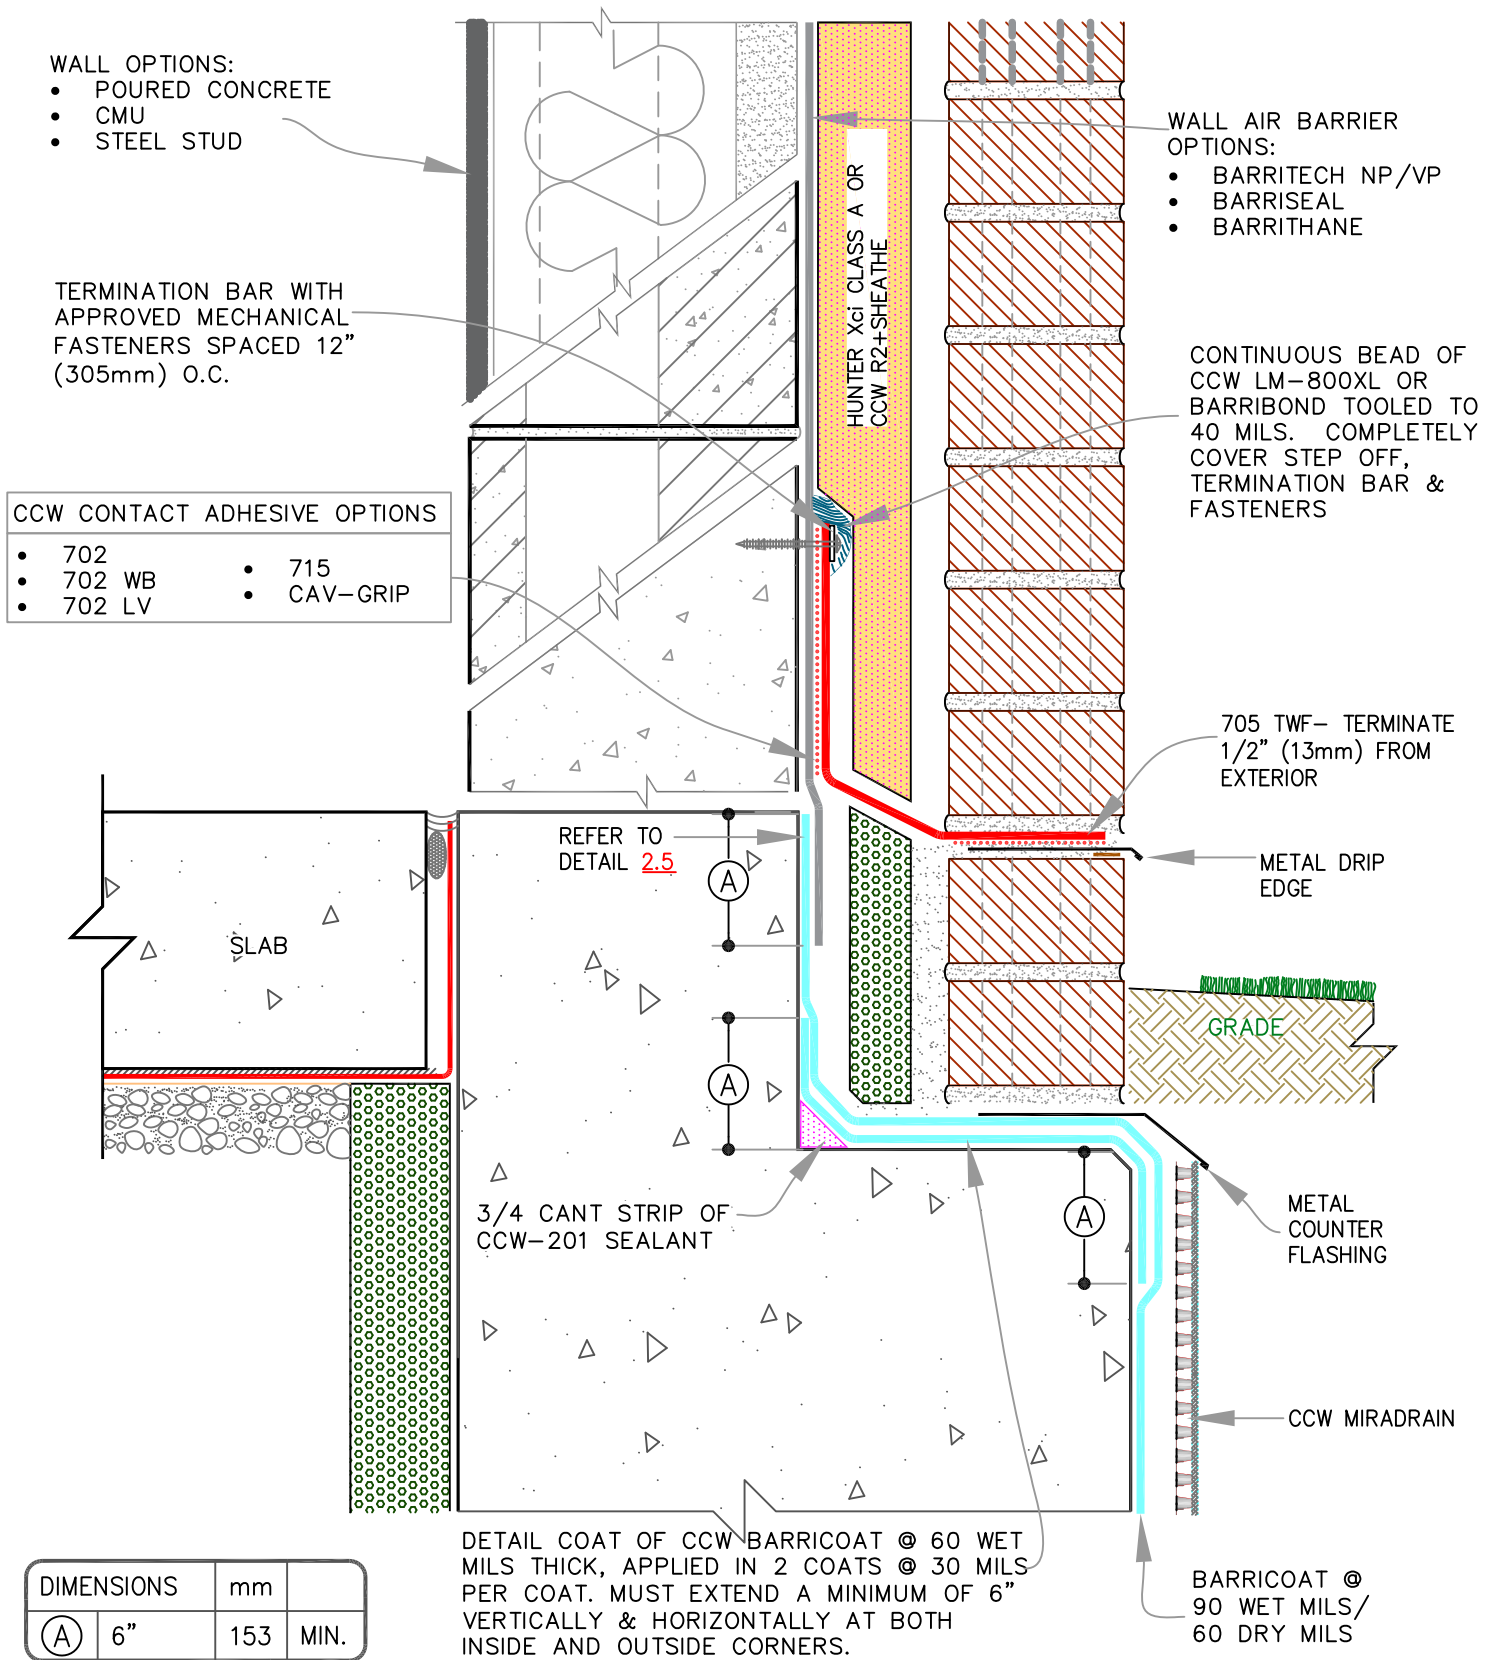 WALL OPTIONS:
• POURED CONCRETE
• CMU
• STEEL STUD
WALL AIR BARRIER
OPTIONS:
• BARRITECH NP/VP
• BARRISEAL
• BARRITHANE
HUNTER Xci CLASS A OR
CCW R2+SHEATHE
TERMINATION BAR WITH
APPROVED MECHANICAL
FASTENERS SPACED 12”
(305mm) O.C.
CONTINUOUS BEAD OF
CCW LM-800XL OR
BARRIBOND TOOLED TO
40 MILS. COMPLETELY
COVER STEP OFF,
TERMINATION BAR &
FASTENERS
CCW CONTACT ADHESIVE OPTIONS
• 702
• 702 WB
• 702 LV
• 715
• CAV-GRIP
705 TWF- TERMINATE
1/2” (13mm) FROM
EXTERIOR
REFER TO
DETAIL 2.5
A
METAL DRIP
EDGE
SLAB
GRADE
A
3/4 CANT STRIP OF
CCW-201 SEALANT
A
METAL
COUNTER
FLASHING
CCW MIRADRAIN
DETAIL COAT OF CCW BARRICOAT @ 60 WET
MILS THICK, APPLIED IN 2 COATS @ 30 MILS
PER COAT. MUST EXTEND A MINIMUM OF 6”
VERTICALLY & HORIZONTALLY AT BOTH
INSIDE AND OUTSIDE CORNERS.
BARRICOAT @
90 WET MILS/
60 DRY MILS
DIMENSIONS mm
A 6” 153 MIN.